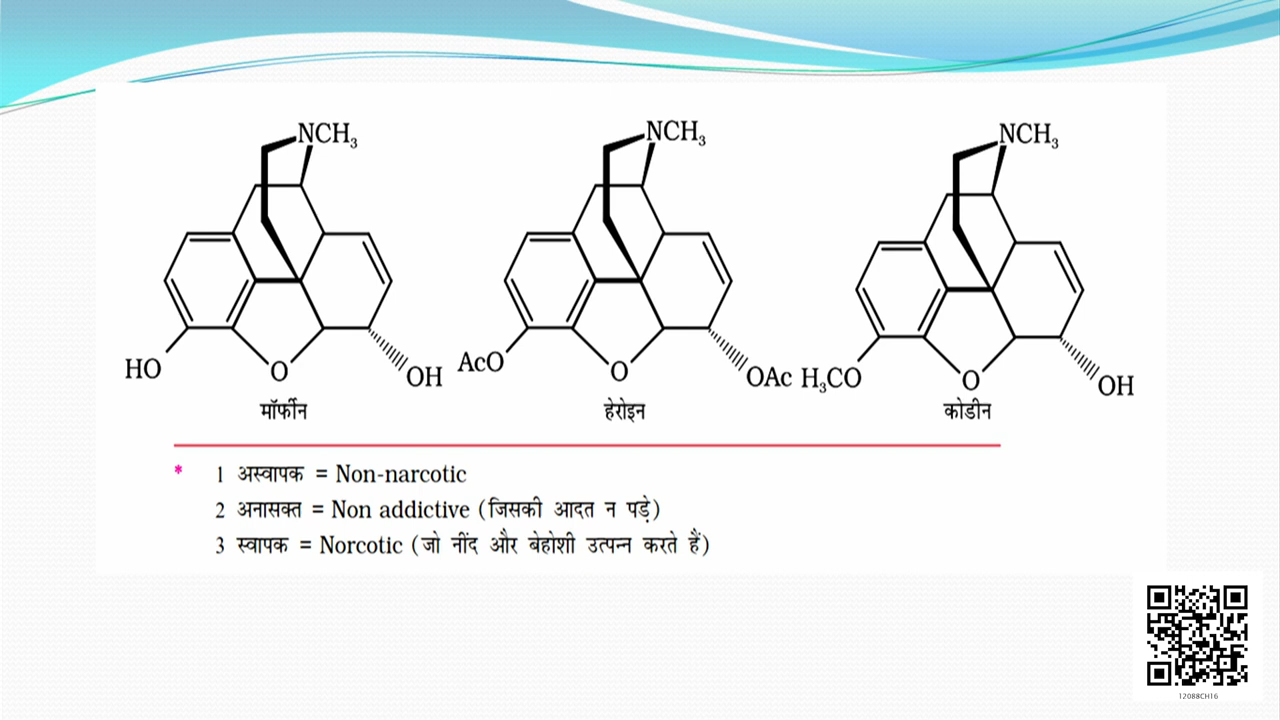 NCH₃ NCH₃ NCH₃
HO O OH AcO O OAc H₃CO O OH
मॉर्फीन हेरोइन कोडीन
* 1 अस्वापक = Non-narcotic
2 अनासक्त = Non addictive (जिसकी आदत न पड़े)
3 स्वापक = Norcotic (जो नींद और बेहोशी उत्पन्न करते हैं)
12088CH16